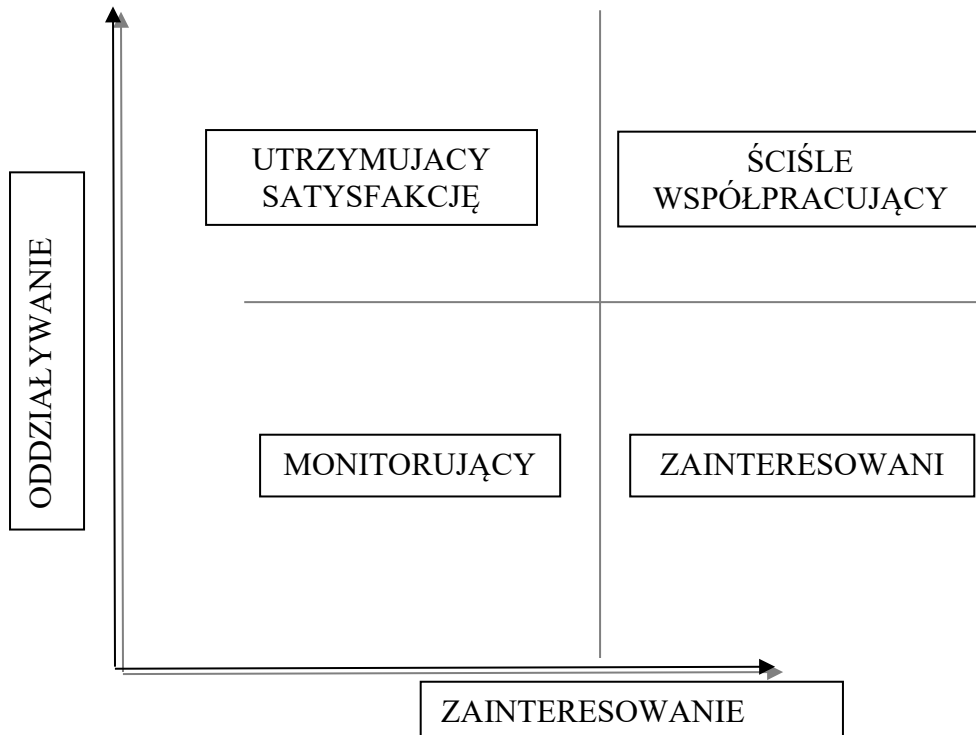 UTRZYMUJACY
SATYSFAKCJĘ
ŚCIŚLE
WSPÓŁPRACUJĄCY
ODDZIAŁYWANIE
MONITORUJĄCY
ZAINTERESOWANI
ZAINTERESOWANIE